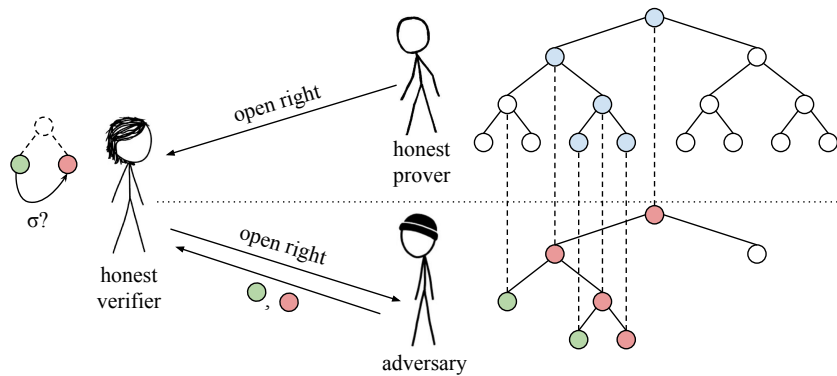 open right
honest
prover
σ?
open right
honest
verifier
,
adversary